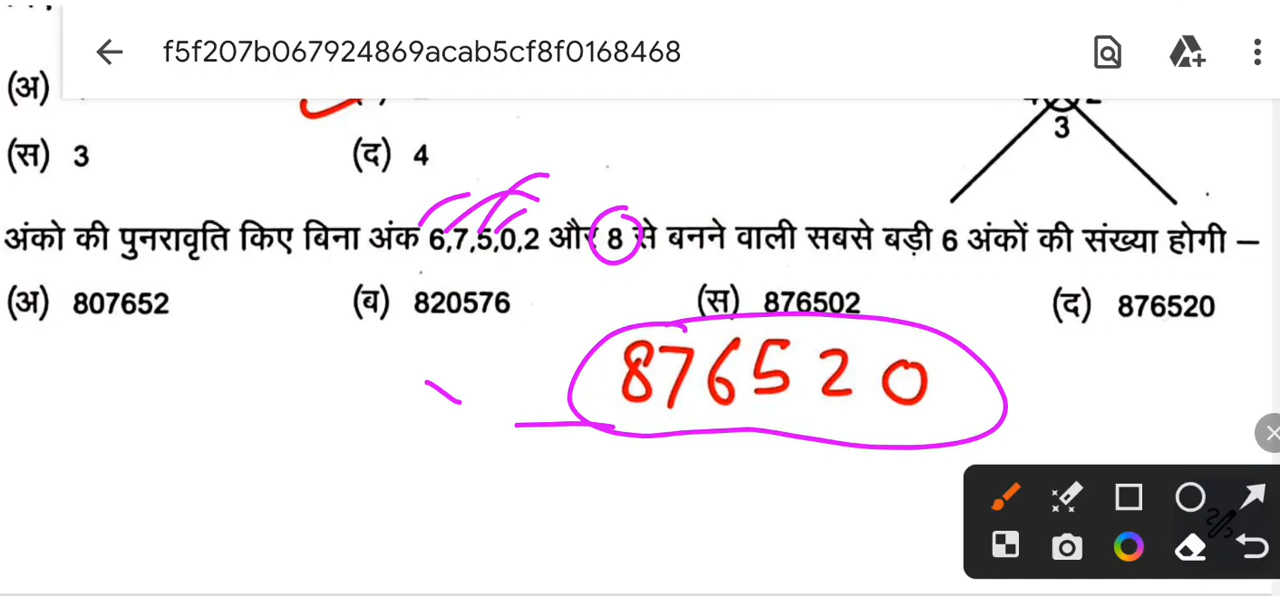 f5f207b067924869acab5cf8f0168468
(अ)
(स) 3 (द) 4
3
अंको की पुनरावृति किए बिना अंक 6,7,5,0,2 और 8 से बनने वाली सबसे बड़ी 6 अंकों की संख्या होगी –
(अ) 807652 (ब) 820576 (स) 876502 (द) 876520
876520